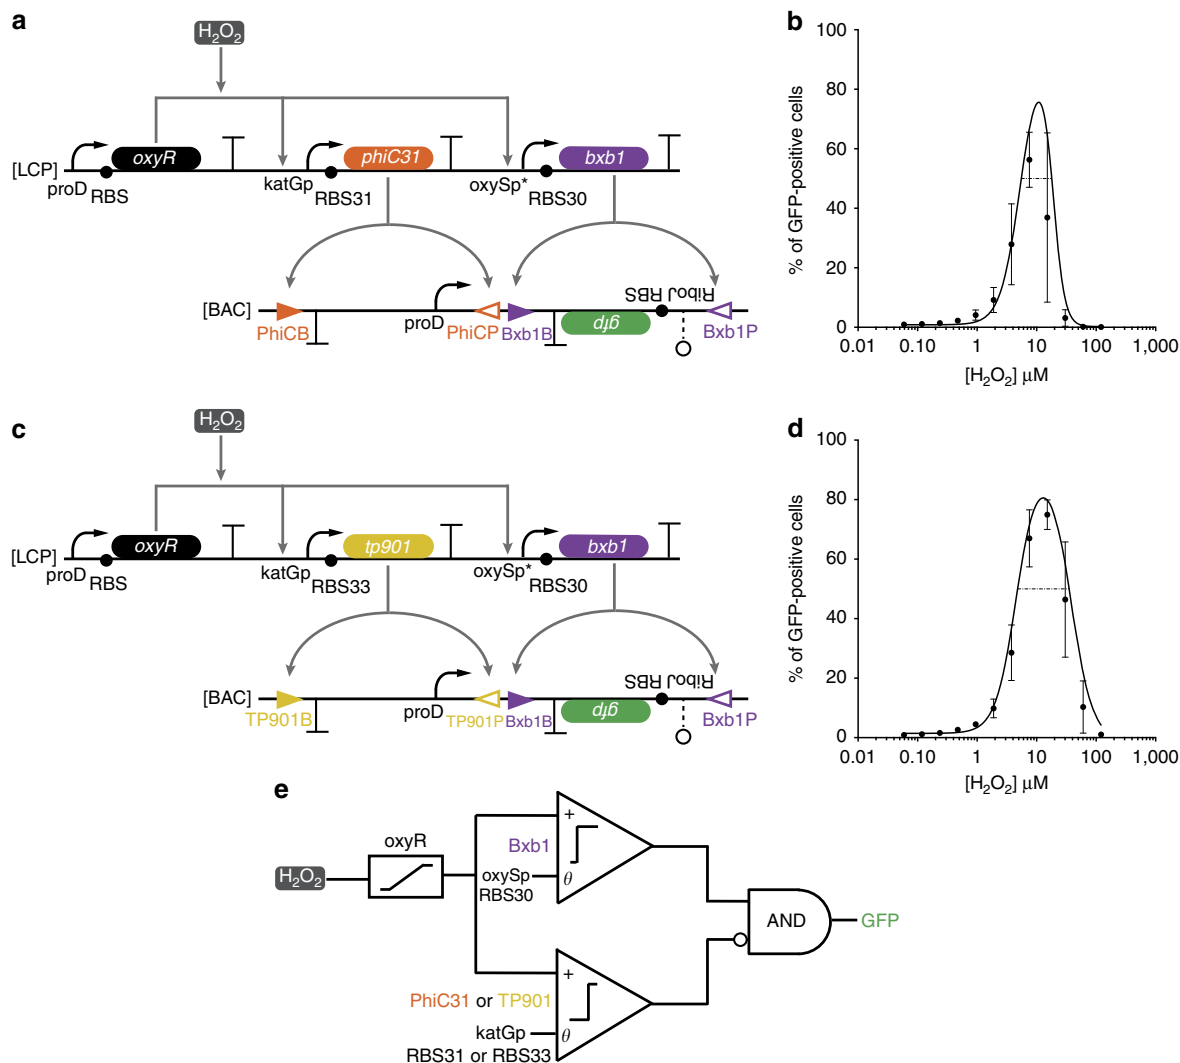 a
H2O2
oxyR
phiC31
bxb1
[LCP]
proD RBS
katGp RBS31
oxySp* RBS30
[BAC]
PhiCB
proD
PhiCP
Bxb1B
gfp
RiboJ RBS
Bxb1P
b
% of GFP-positive cells
100
80
60
40
20
0
0.01 0.10 1 10 100 1,000
[H2O2] μM
c
H2O2
oxyR
tp901
bxb1
[LCP]
proD RBS
katGp RBS33
oxySp* RBS30
[BAC]
TP901B
proD
TP901P
Bxb1B
gfp
RiboJ RBS
Bxb1P
d
% of GFP-positive cells
100
80
60
40
20
0
0.01 0.10 1 10 100 1,000
[H2O2] μM
e
H2O2
oxyR
+
Bxb1
oxySp
RBS30
θ
+
PhiC31 or TP901
katGp
θ
RBS31 or RBS33
AND
GFP